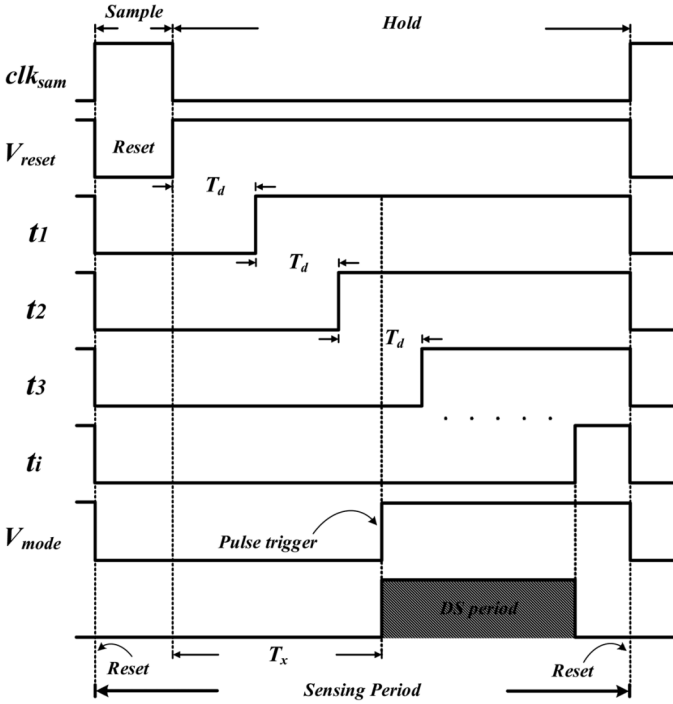 Sample
Hold
clksam
Vreset
Reset
Td
t1
Td
t2
Td
t3
. . . . .
ti
Vmode
Pulse trigger
DS period
Reset
Tx
Reset
Sensing Period